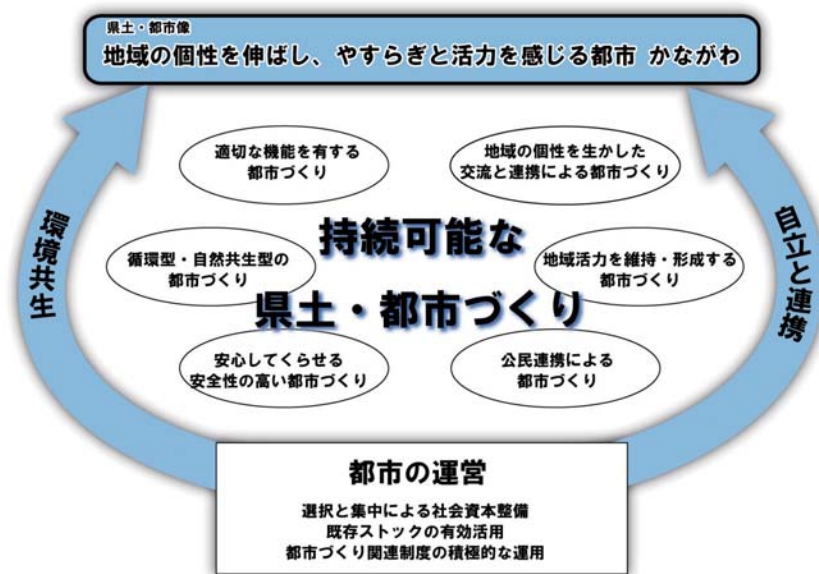 県土・都市像
地域の個性を伸ばし、やすらぎと活力を感じる都市 かながわ
適切な機能を有する
都市づくり
地域の個性を生かした
交流と連携による都市づくり
環境共生
持続可能な
自立と連携
循環型・自然共生型の
都市づくり
地域活力を維持・形成する
都市づくり
県土・都市づくり
安心してくらせる
安全性の高い都市づくり
公民連携による
都市づくり
都市の運営
選択と集中による社会資本整備
既存ストックの有効活用
都市づくり関連制度の積極的な運用